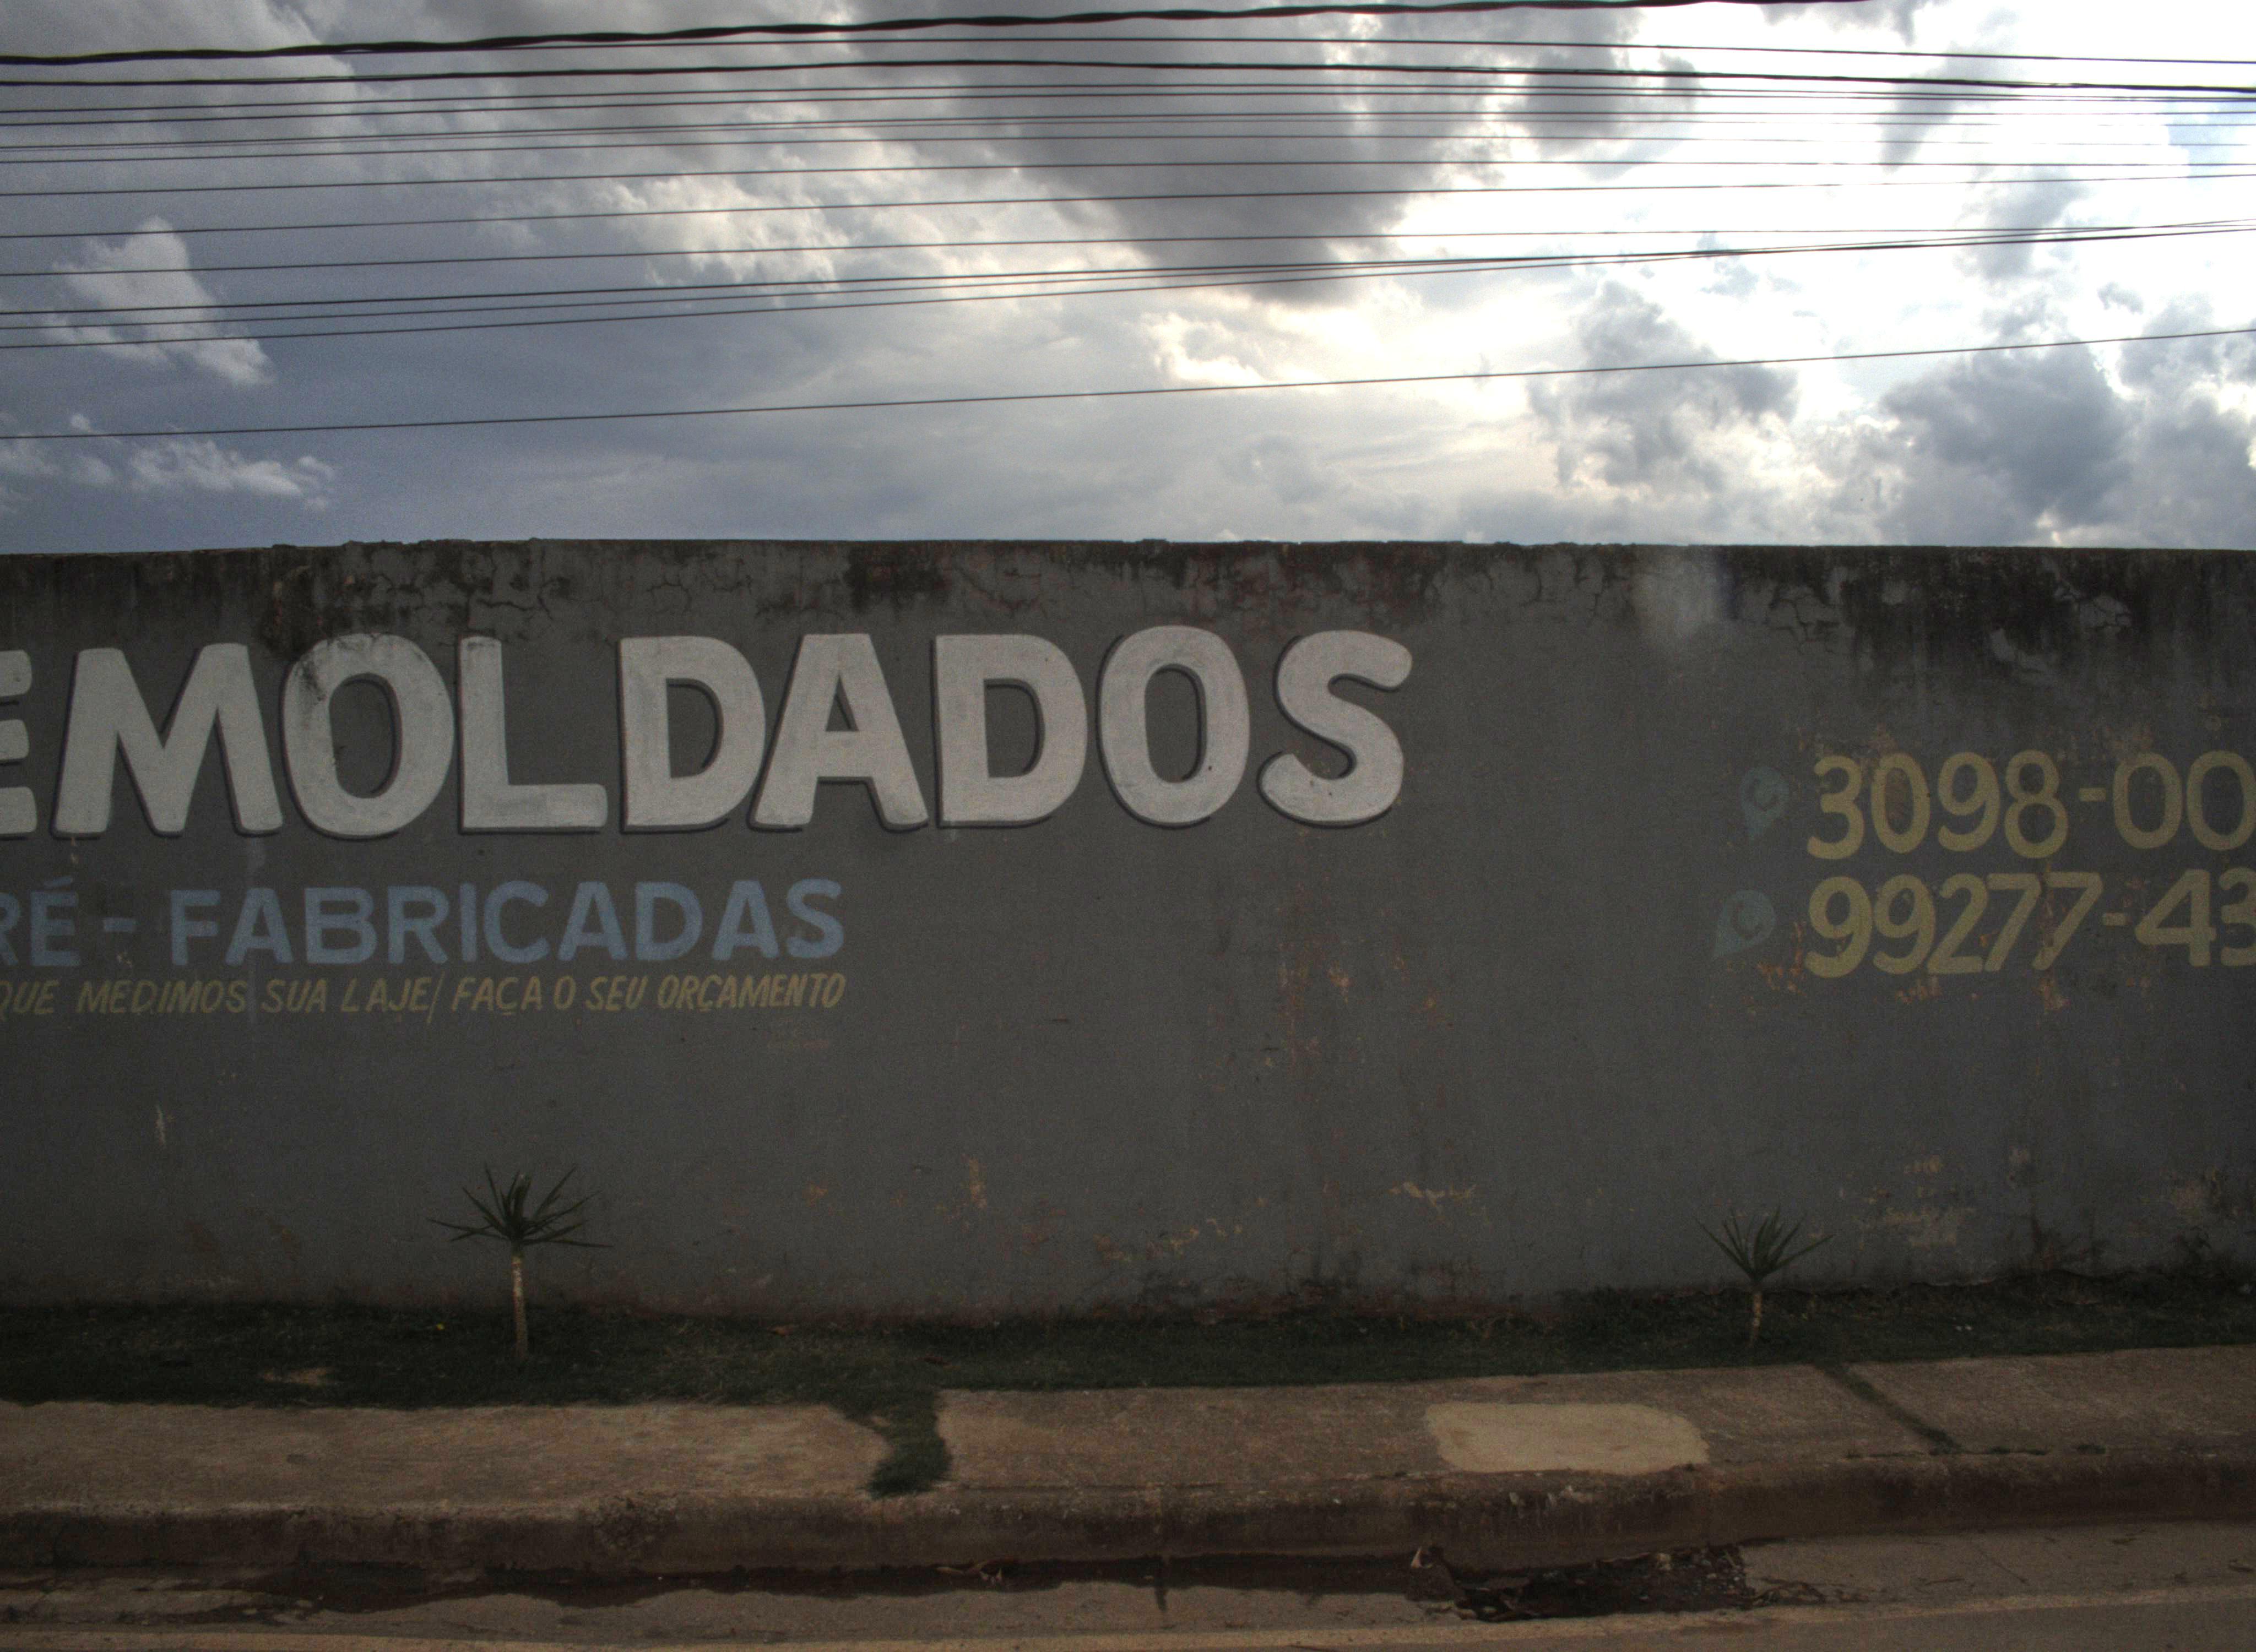 EMOLDADOS
RÉ - FABRICADAS
QUE MEDIMOS SUA LAJE/ FAÇA O SEU ORÇAMENTO
3098-00
99277-43